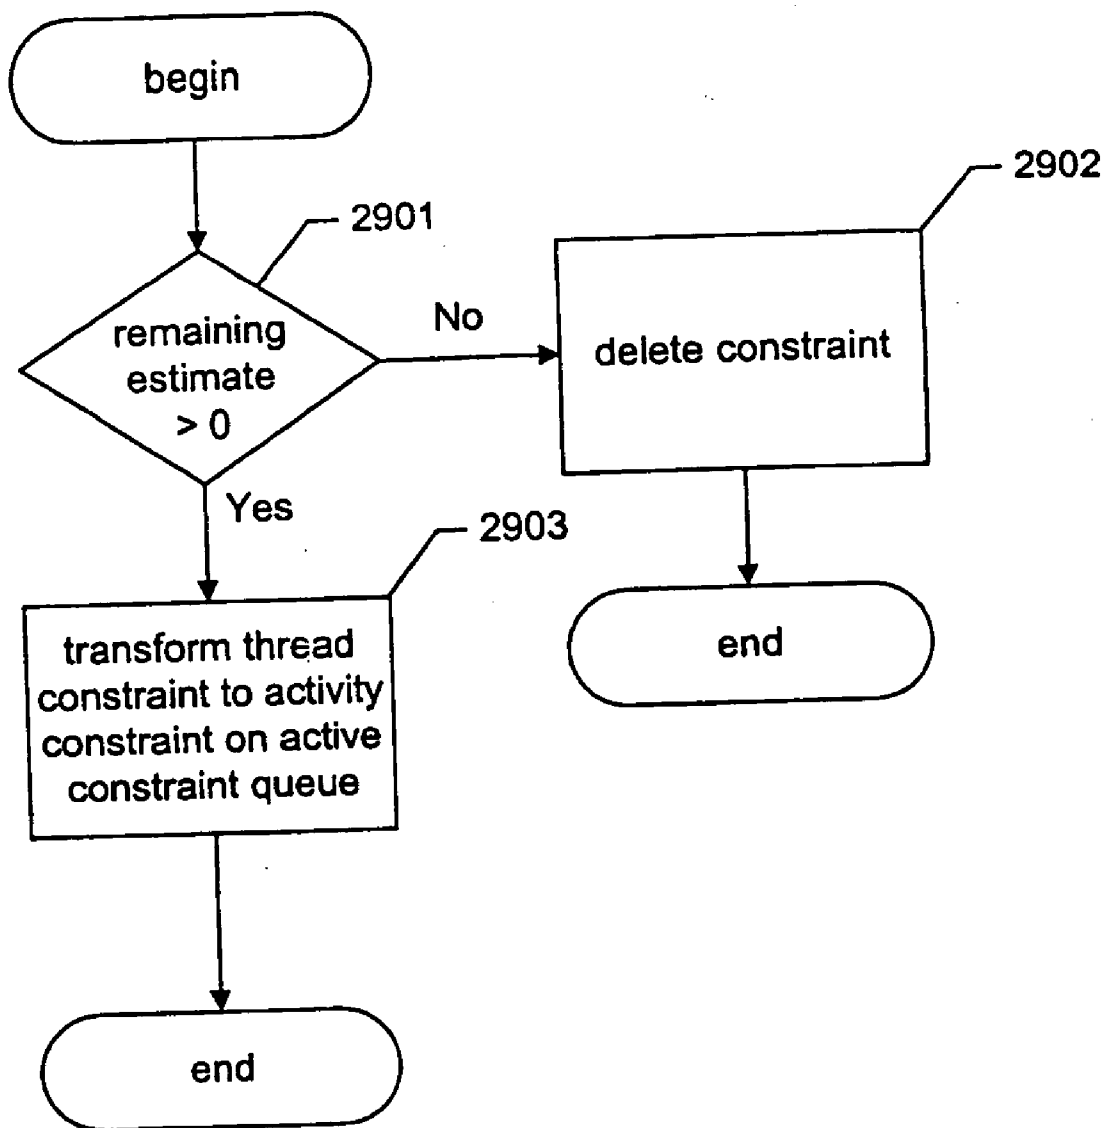 begin
2901
remaining
estimate
> 0
No
2902
delete constraint
Yes
2903
transform thread
constraint to activity
constraint on active
constraint queue
end
end